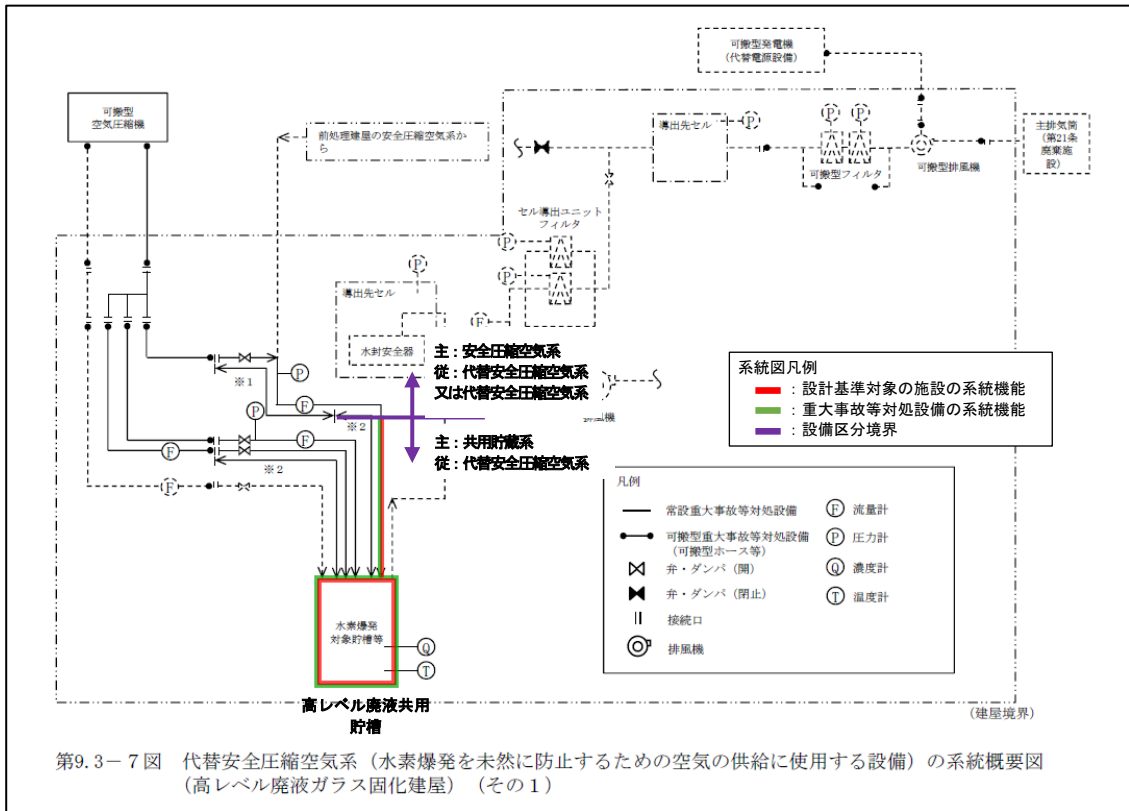 可搬型発電機
(代替電源設備)
可搬型
空気圧縮機
前処理建屋の安全圧縮空気系か
ら
導出先セル
P
P
P
主排気筒
(第21条
廃棄施
設)
可搬型フィルタ
可搬型排風機
セル導出ユニット
フィルタ
P
P
P
導出先セル
F
水封安全器
主：安全圧縮空気系
従：代替安全圧縮空気系
又は代替安全圧縮空気系
系統図凡例
：設計基準対象の施設の系統機能
：重大事故等対処設備の系統機能
：設備区分境界
※1
P
F
P
※2
F
F
※2
F
主：共用貯蔵系
従：代替安全圧縮空気系
凡例
常設重大事故等対処設備
可搬型重大事故等対処設備
(可搬型ホース等)
弁・ダンパ（開）
弁・ダンパ（閉止）
接続口
排風機
F 流量計
P 圧力計
Q 濃度計
T 温度計
水素爆発
対象貯槽等
Q
T
高レベル廃液共用
貯槽
(建屋境界)
第9.3－7図 代替安全圧縮空気系（水素爆発を未然に防止するための空気の供給に使用する設備）の系統概要図
（高レベル廃液ガラス固化建屋）（その1）